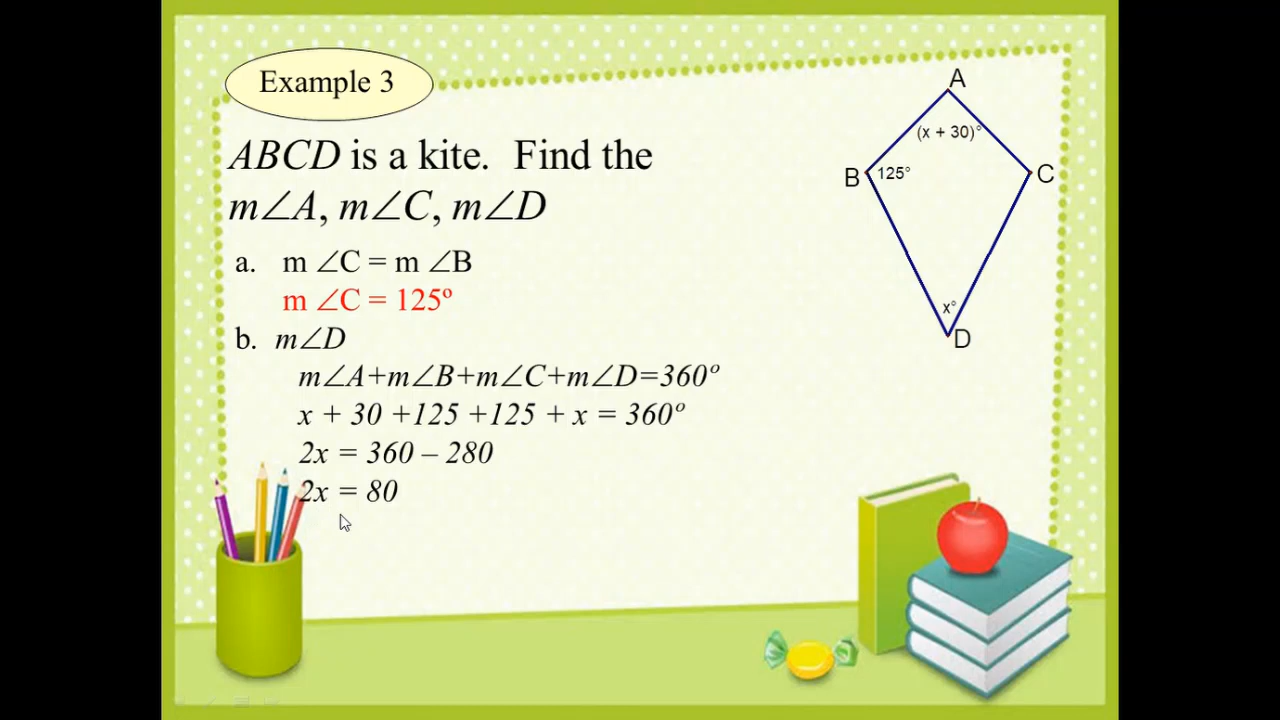 Example 3
ABCD is a kite. Find the
m∠A, m∠C, m∠D
a. m ∠C = m ∠B
m ∠C = 125º
b. m∠D
m∠A+m∠B+m∠C+m∠D=360º
x + 30 +125 +125 + x = 360º
2x = 360 – 280
2x = 80
A
(x + 30)°
B
125°
C
x°
D